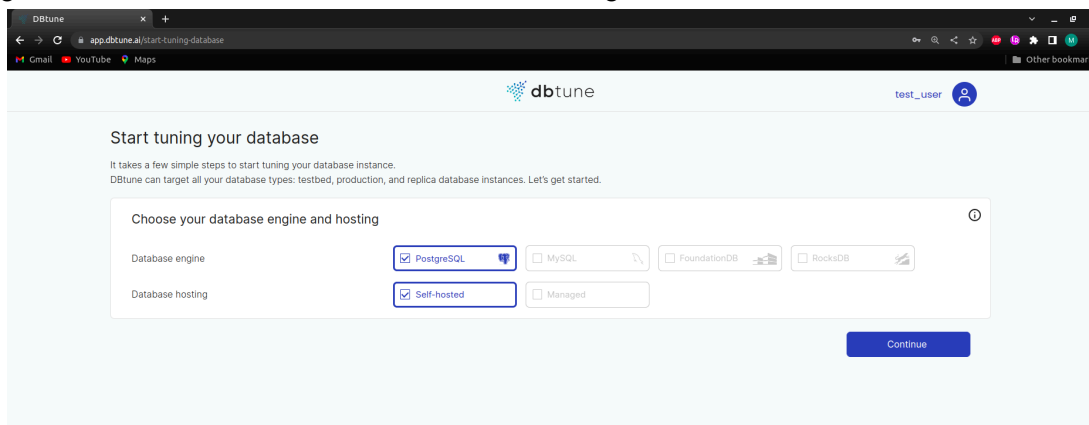 DBtune
app.dbtune.ai/start-tuning-database
Gmail YouTube Maps Other bookmar
dbtune
test_user
Start tuning your database
It takes a few simple steps to start tuning your database instance.
DBtune can target all your database types: testbed, production, and replica database instances. Let's get started.
Choose your database engine and hosting
Database engine PostgreSQL MySQL FoundationDB RocksDB
Database hosting Self-hosted Managed
Continue